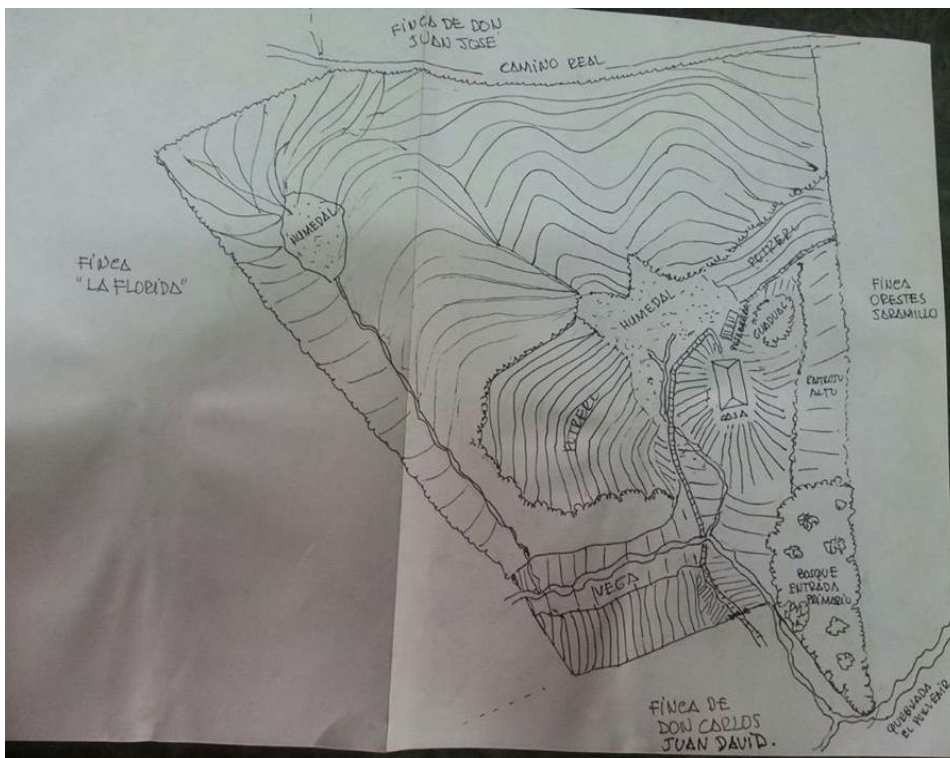 FINCA DE DON
JUAN JOSE
CAMINO REAL
HUMEDAL
FINCA
"LA FLORIDA"
POTRERO
HUMEDAL
GUADUAL
FINCA
ORESTES
JARAMILLO
CASA
RASTROJO
ALTO
POTRERO
BOSQUE
ENTRADA
PRIMARIO
VEGA
FINCA DE
DON CARLOS
JUAN DAVID.
QUEBRADA